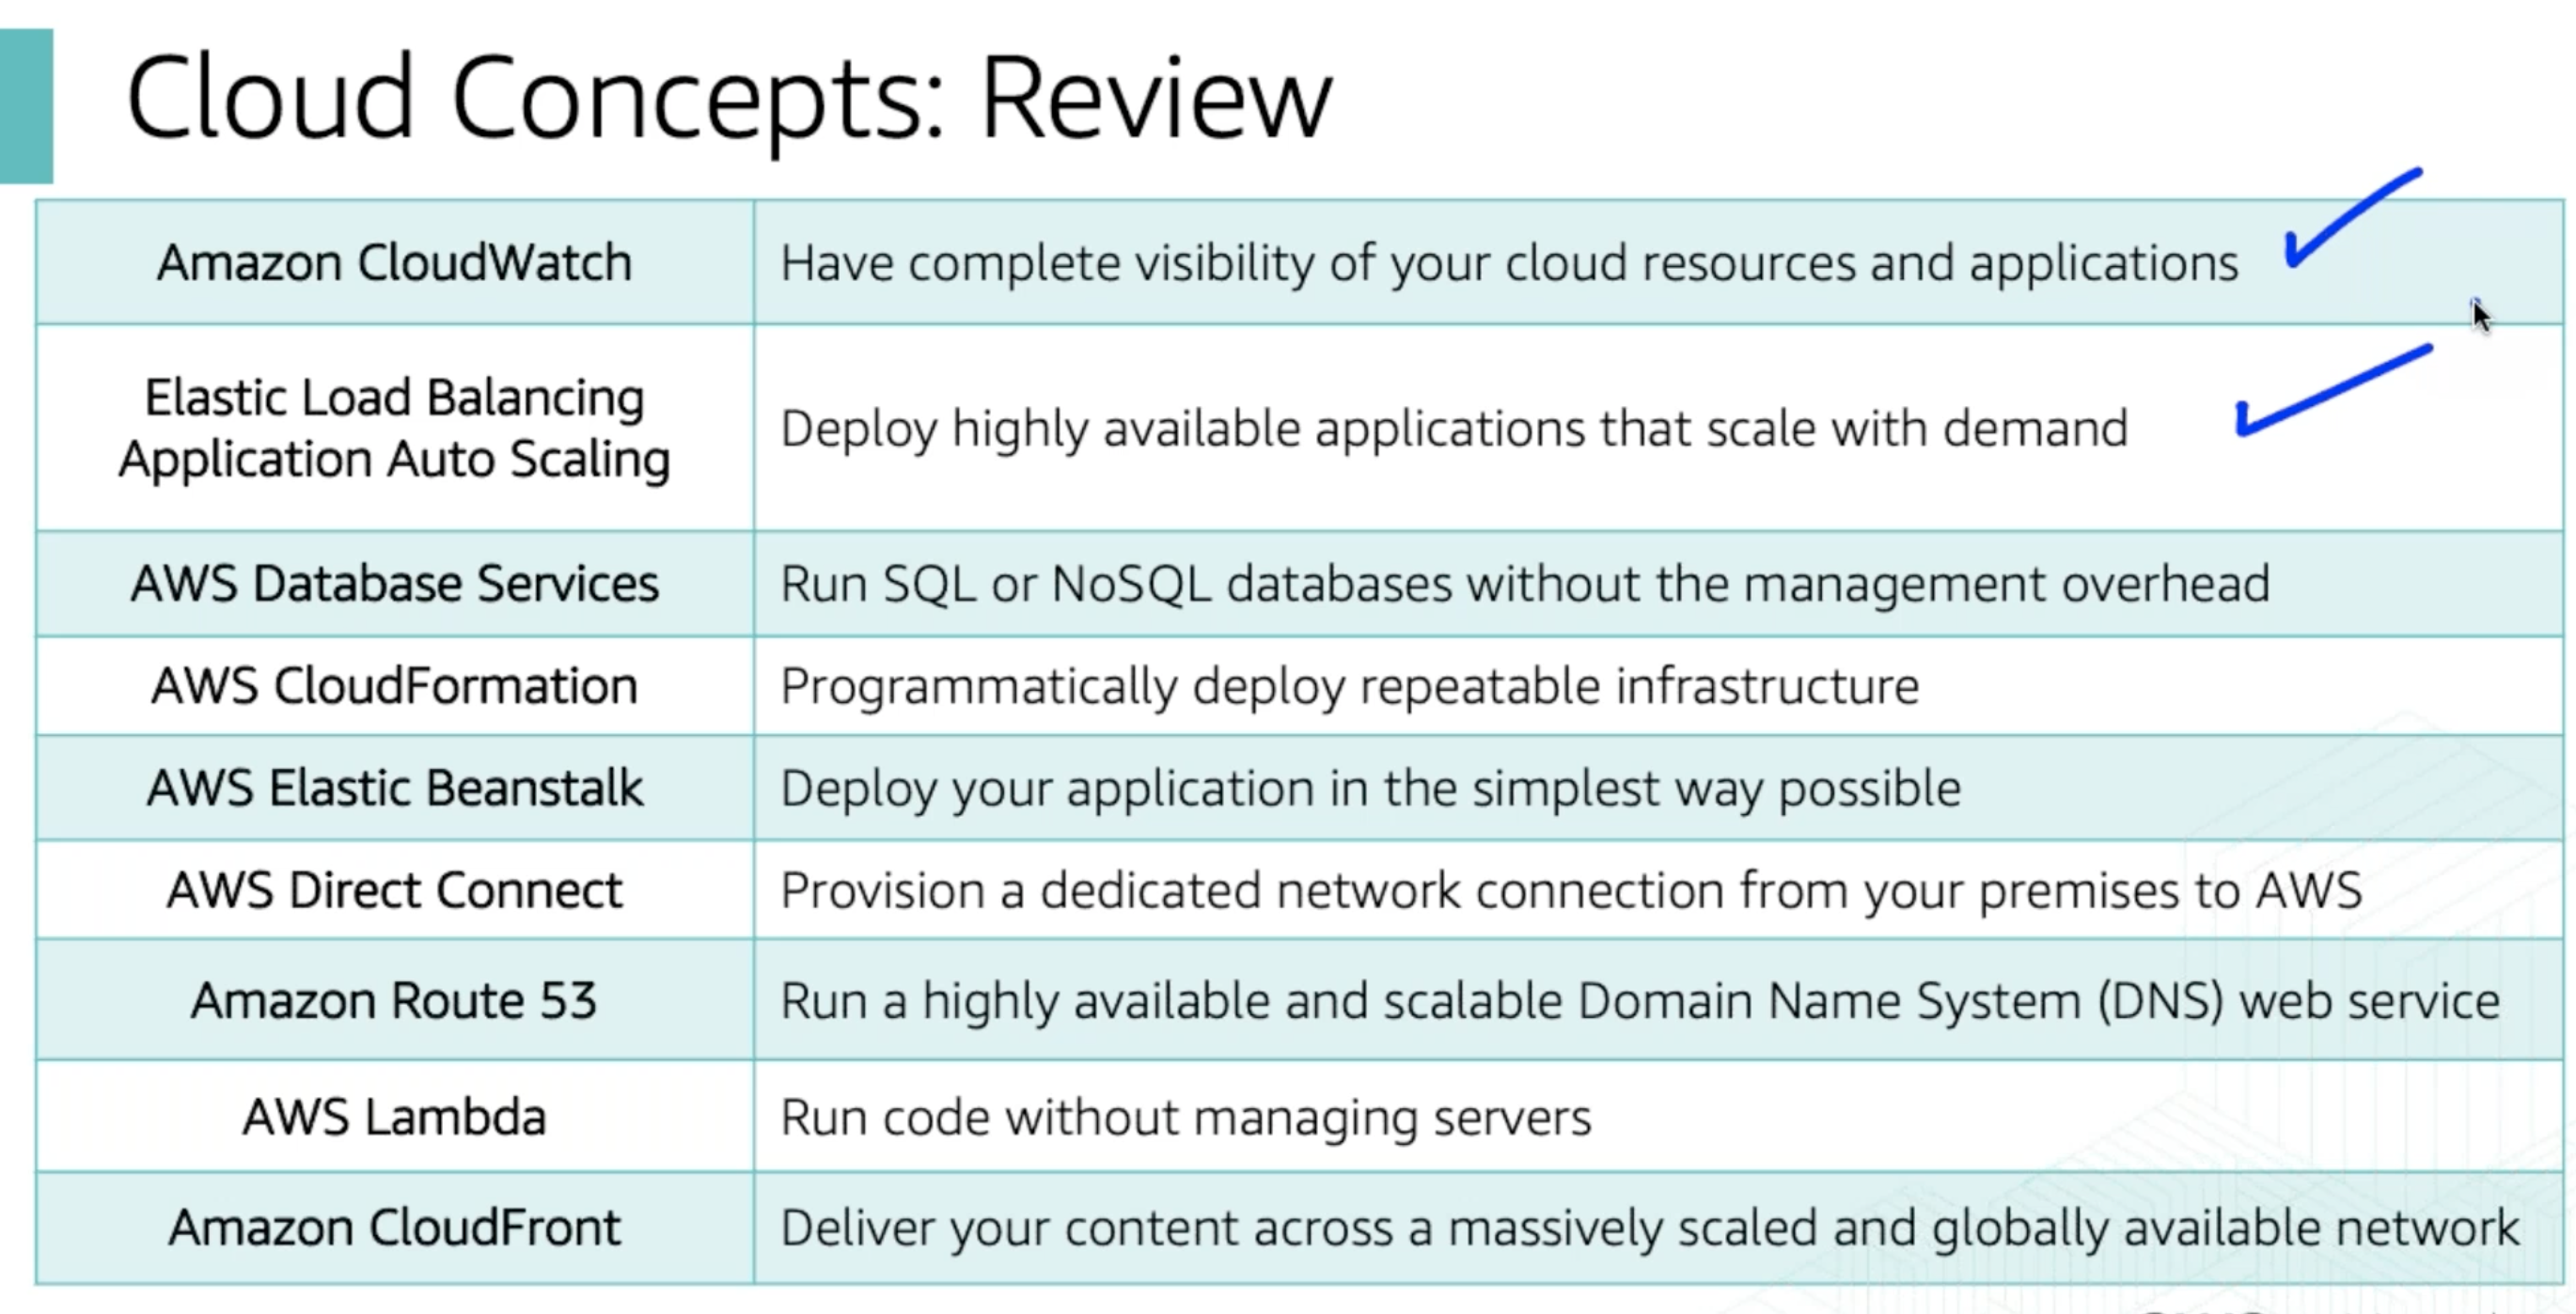 Cloud Concepts: Review
Amazon CloudWatch
Have complete visibility of your cloud resources and applications
Elastic Load Balancing
Application Auto Scaling
Deploy highly available applications that scale with demand
AWS Database Services
Run SQL or NoSQL databases without the management overhead
AWS CloudFormation
Programmatically deploy repeatable infrastructure
AWS Elastic Beanstalk
Deploy your application in the simplest way possible
AWS Direct Connect
Provision a dedicated network connection from your premises to AWS
Amazon Route 53
Run a highly available and scalable Domain Name System (DNS) web service
AWS Lambda
Run code without managing servers
Amazon CloudFront
Deliver your content across a massively scaled and globally available network